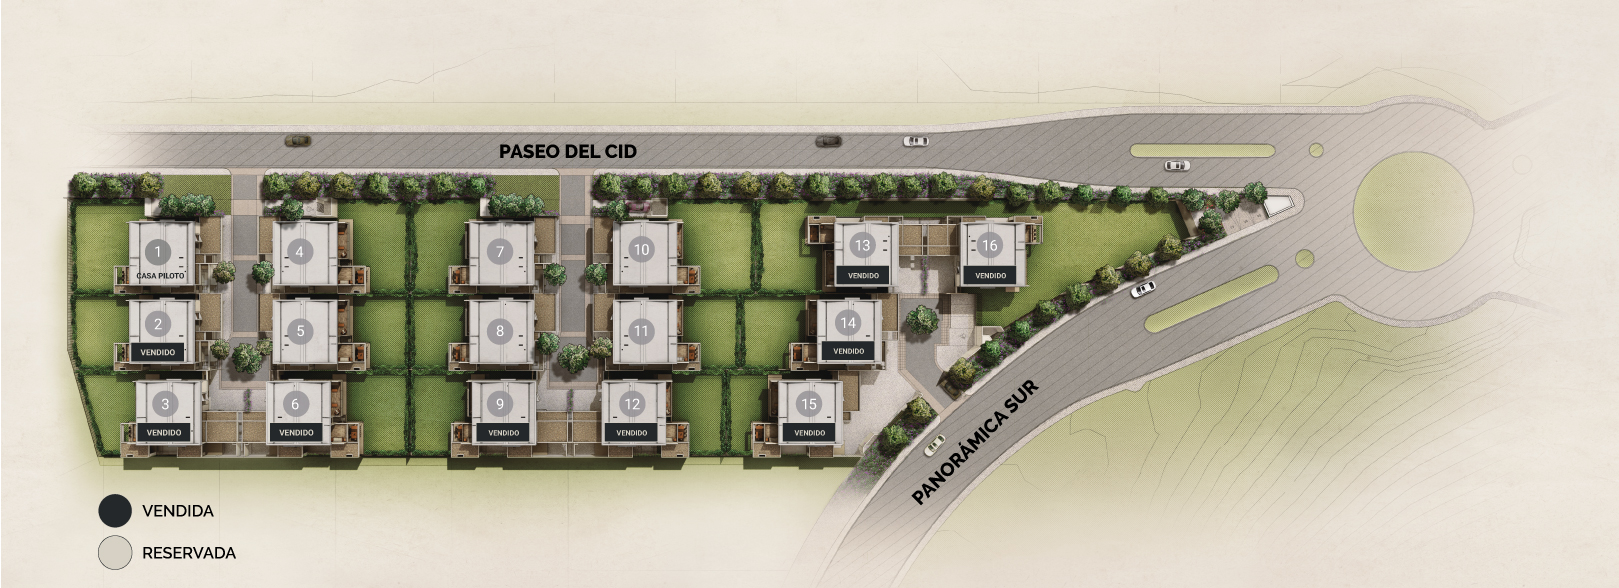 PASEO DEL CID
1
CASA PILOTO
4
7
10
13
VENDIDO
16
VENDIDO
2
VENDIDO
5
8
11
14
VENDIDO
3
VENDIDO
6
VENDIDO
9
VENDIDO
12
VENDIDO
15
VENDIDO
PANORÁMICA SUR
VENDIDA
RESERVADA